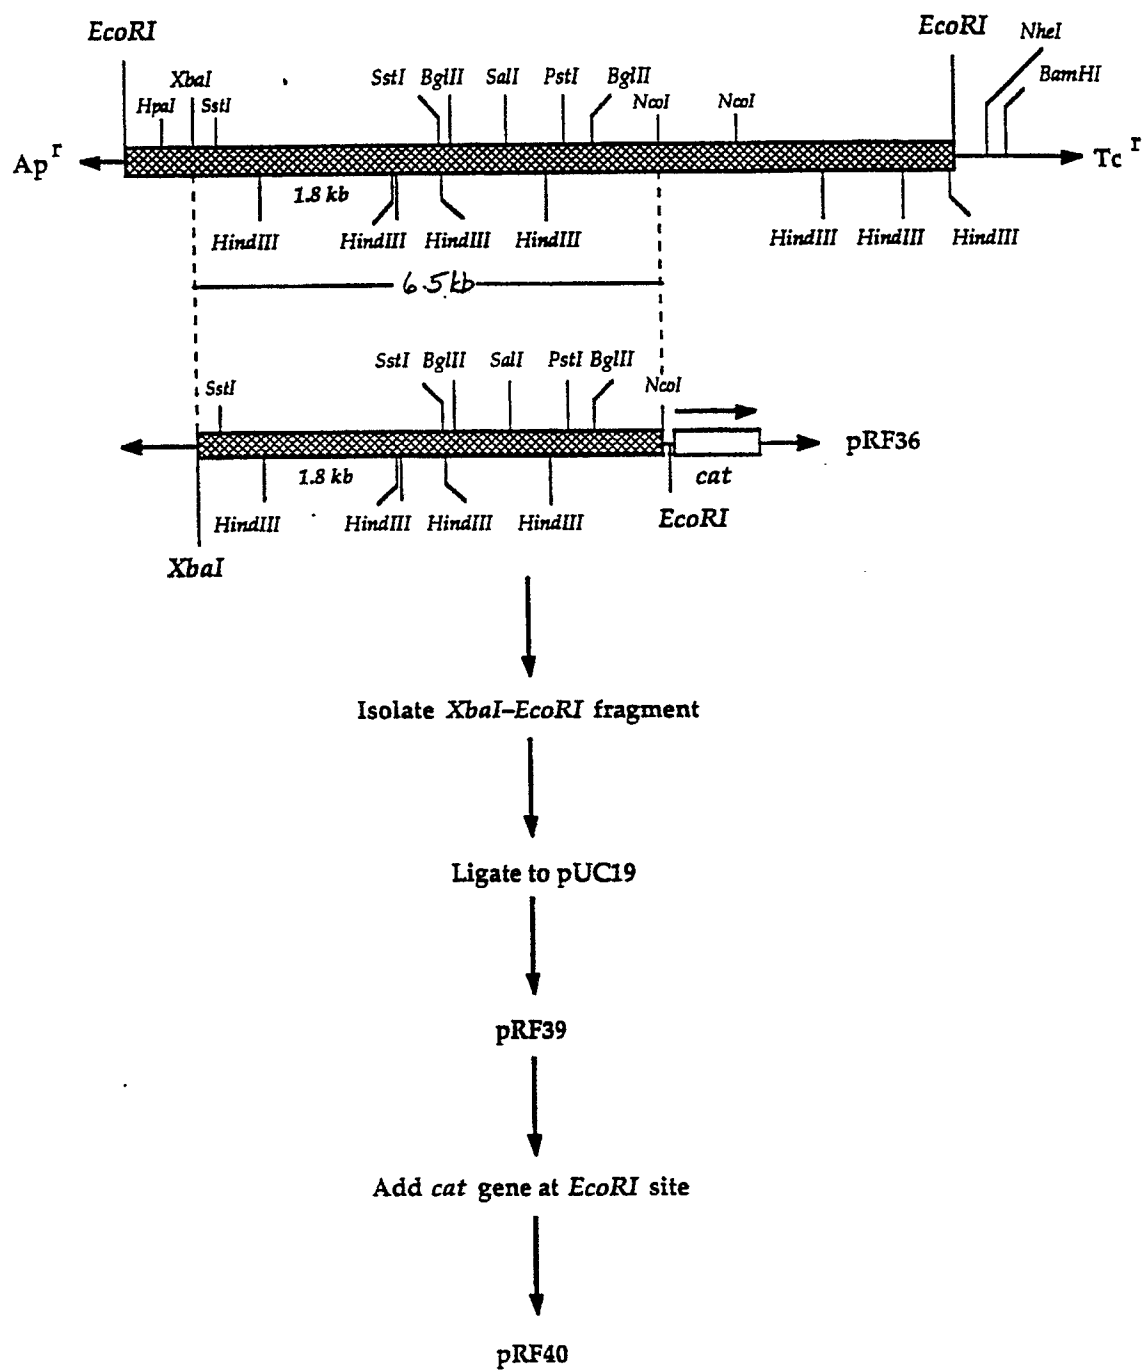 EcoRI EcoRI NheI
XbaI SstI BglII SalI PstI BglII BamHI
HpaI SstI NcoI NcoI
Ap r Tc r
1.8 kb
HindIII HindIII HindIII HindIII HindIII HindIII HindIII
6.5 kb
SstI BglII SalI PstI BglII
SstI NcoI
pRF36
1.8 kb cat
HindIII HindIII HindIII HindIII EcoRI
XbaI
Isolate XbaI–EcoRI fragment
Ligate to pUC19
pRF39
Add cat gene at EcoRI site
pRF40